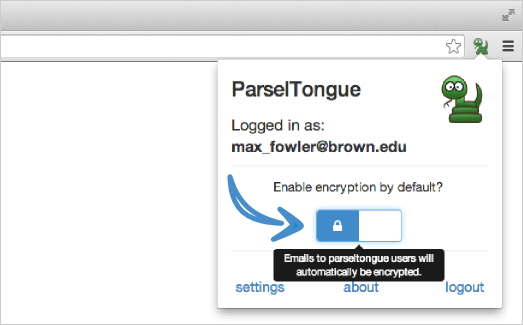 ParselTongue
Logged in as:
max_fowler@brown.edu
Enable encryption by default?
Emails to parseltongue users will
automatically be encrypted.
settings about logout